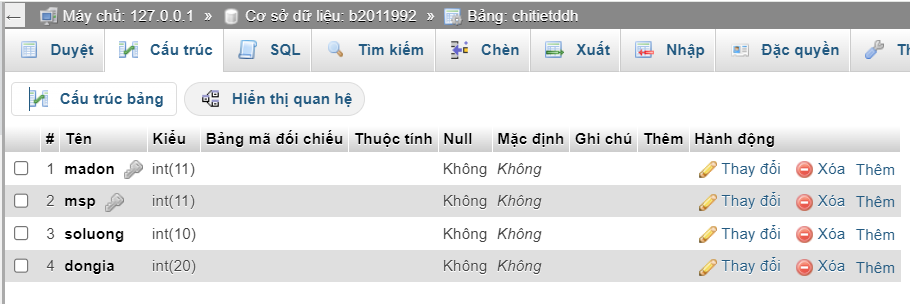 Máy chủ: 127.0.0.1 » Cơ sở dữ liệu: b2011992 » Bảng: chitietddh
Duyệt Cấu trúc SQL Tìm kiếm Chèn Xuất Nhập Đặc quyền Th
Cấu trúc bảng Hiển thị quan hệ
# Tên Kiểu Bảng mã đối chiếu Thuộc tính Null Mặc định Ghi chú Thêm Hành động
1 madon int(11) Không Không Thay đổi Xóa Thêm
2 msp int(11) Không Không Thay đổi Xóa Thêm
3 soluong int(10) Không Không Thay đổi Xóa Thêm
4 dongia int(20) Không Không Thay đổi Xóa Thêm